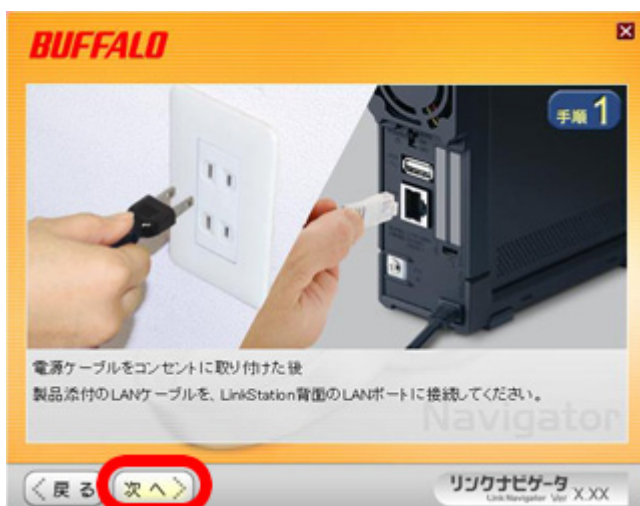 BUFFALO
手順 1
電源ケーブルをコンセントに取り付けた後
製品添付のLANケーブルを、LinkStation背面のLANポートに接続してください。
Navigator
戻る
次へ
リンクナビゲータ
Link Navigator Ver X.XX